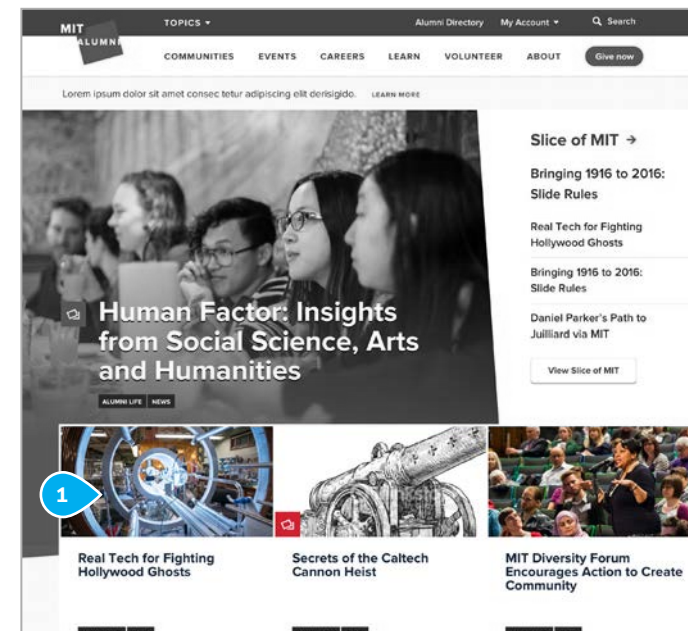 MIT
ALUMNI
TOPICS
Alumni Directory
My Account
Search
COMMUNITIES
EVENTS
CAREERS
LEARN
VOLUNTEER
ABOUT
Give now
Lorem ipsum dolor sit amet consec tetur adipiscing elit derisigido.
LEARN MORE
Human Factor: Insights
from Social Science, Arts
and Humanities
ALUMNI LIFE
NEWS
Slice of MIT →
Bringing 1916 to 2016:
Slide Rules
Real Tech for Fighting
Hollywood Ghosts
Bringing 1916 to 2016:
Slide Rules
Daniel Parker's Path to
Juilliard via MIT
View Slice of MIT
1
Real Tech for Fighting
Hollywood Ghosts
Secrets of the Caltech
Cannon Heist
MIT Diversity Forum
Encourages Action to Create
Community